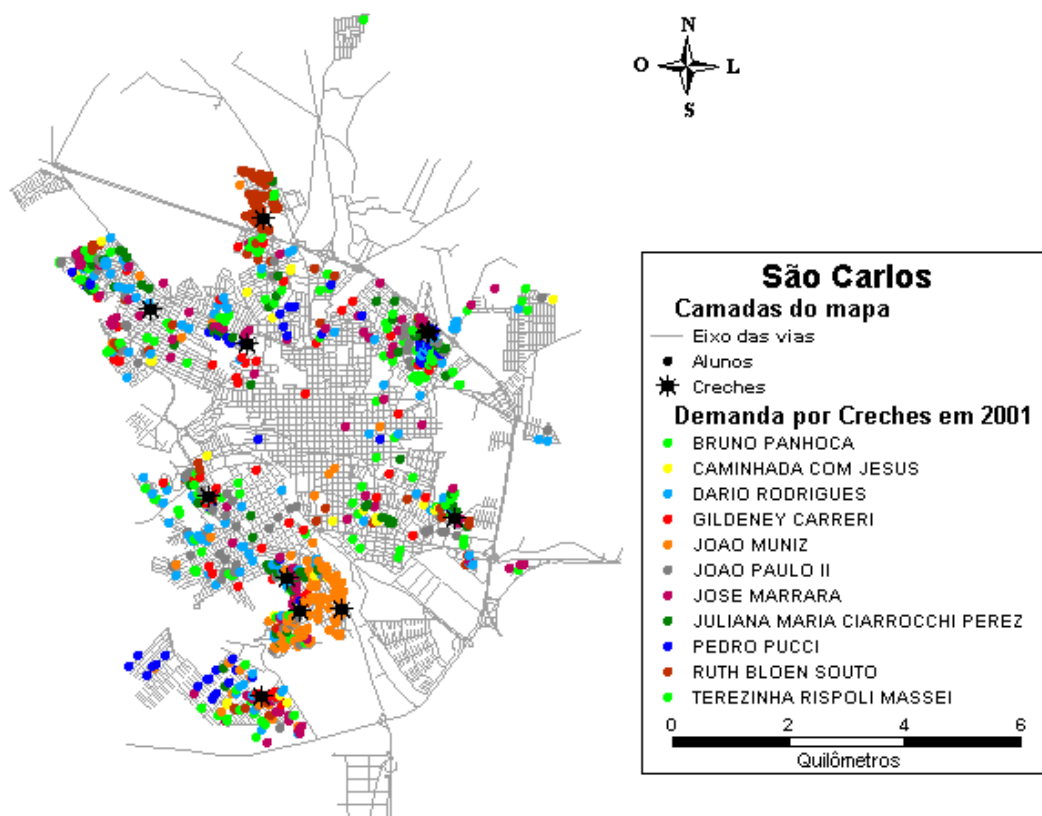 N
O
L
S
São Carlos
Camadas do mapa
Eixo das vias
Alunos
Creches
Demanda por Creches em 2001
BRUNO PANHOCA
CAMINHADA COM JESUS
DARIO RODRIGUES
GILDENEY CARRERI
JOAO MUNIZ
JOAO PAULO II
JOSE MARRARA
JULIANA MARIA CIARROCCHI PEREZ
PEDRO PUCCI
RUTH BLOEN SOUTO
TEREZINHA RISPOLI MASSEI
0 2 4 6
Quilômetros